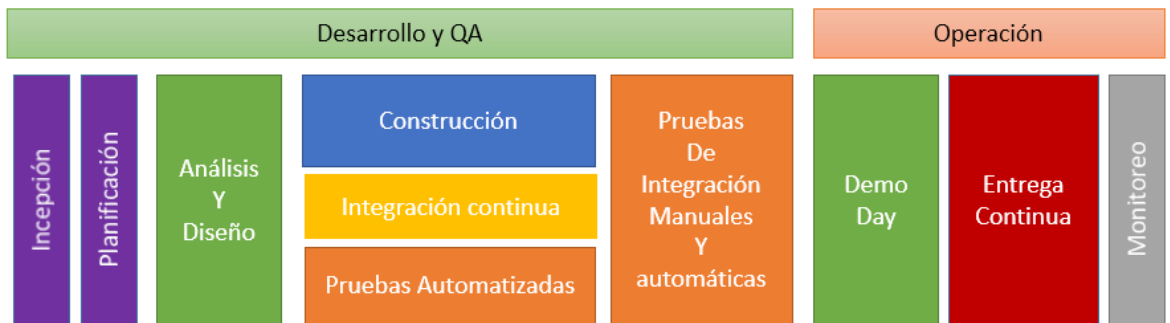 Desarrollo y QA
Operación
Incepción
Planificación
Análisis
Y
Diseño
Construcción
Integración continua
Pruebas Automatizadas
Pruebas
De
Integración
Manuales
Y
automáticas
Demo
Day
Entrega
Continua
Monitoreo